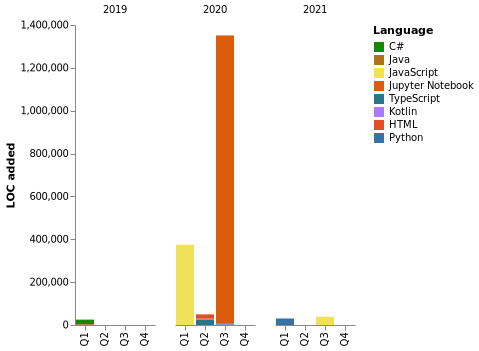 2019
2020
2021
1,400,000
1,200,000
1,000,000
800,000
600,000
400,000
200,000
0
LOC added
Q1
Q2
Q3
Q4
Q1
Q2
Q3
Q4
Q1
Q2
Q3
Q4
Language
C#
Java
JavaScript
Jupyter Notebook
TypeScript
Kotlin
HTML
Python